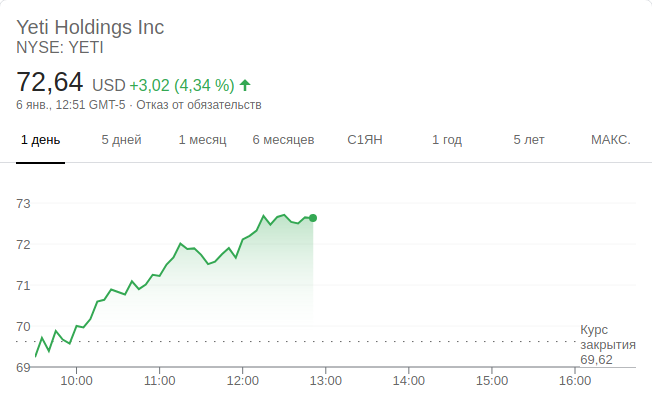 Yeti Holdings Inc
NYSE: YETI
72,64 USD +3,02 (4,34 %)
6 янв., 12:51 GMT-5 · Отказ от обязательств
1 день 5 дней 1 месяц 6 месяцев С1ЯН 1 год 5 лет МАКС.
73
72
71
70
Курс
закрытия
69,62
69
10:00 11:00 12:00 13:00 14:00 15:00 16:00